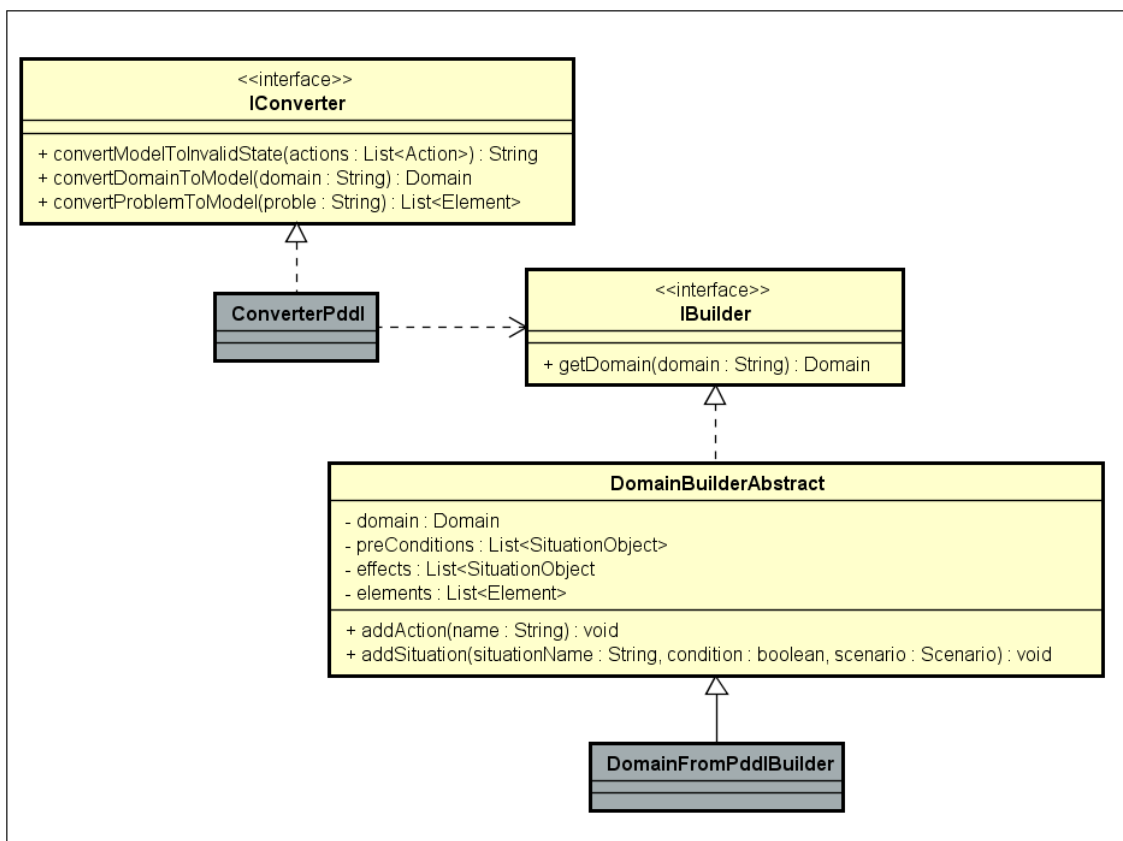 <<interface>>
IConverter
+ convertModelToInvalidState(actions : List<Action>) : String
+ convertDomainToModel(domain : String) : Domain
+ convertProblemToModel(proble : String) : List<Element>
ConverterPddl
<<interface>>
IBuilder
+ getDomain(domain : String) : Domain
DomainBuilderAbstract
- domain : Domain
- preConditions : List<SituationObject>
- effects : List<SituationObject
- elements : List<Element>
+ addAction(name : String) : void
+ addSituation(situationName : String, condition : boolean, scenario : Scenario) : void
DomainFromPddlBuilder